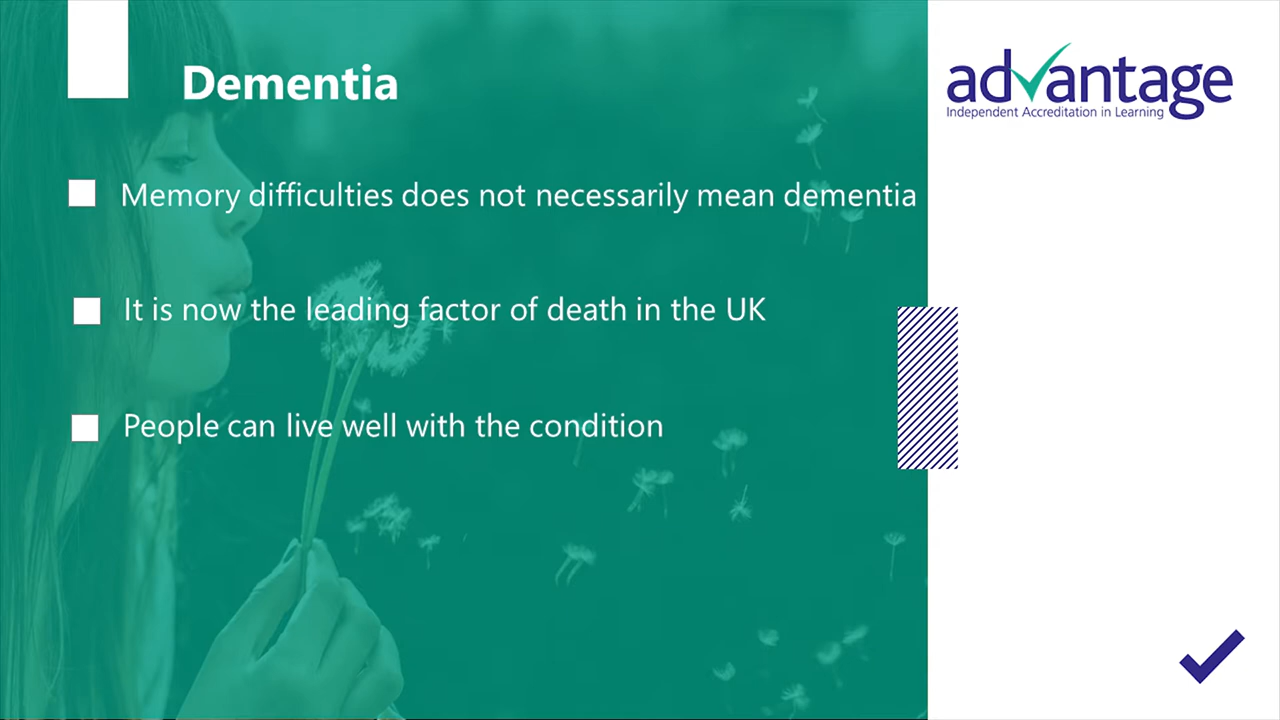 Dementia
advantage
Independent Accreditation in Learning
Memory difficulties does not necessarily mean dementia
It is now the leading factor of death in the UK
People can live well with the condition